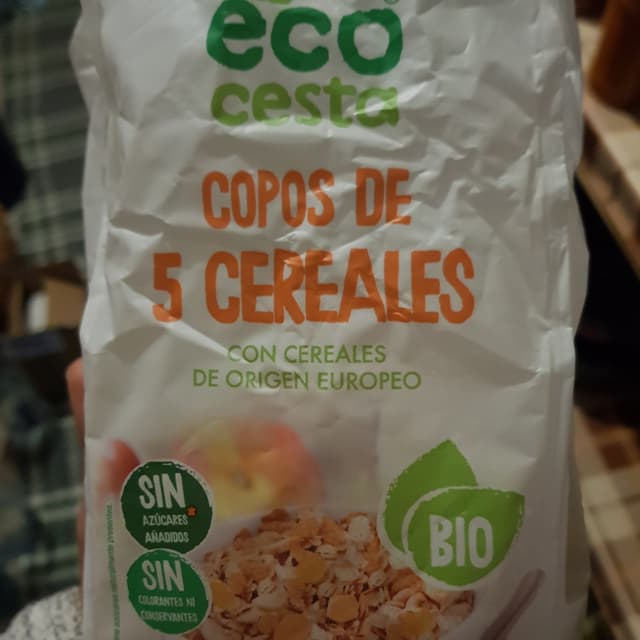 eco
cesta
COPOS DE
5 CEREALES
CON CEREALES
DE ORIGEN EUROPEO
SIN
AZÚCARES*
AÑADIDOS
SIN
COLORANTES NI
CONSERVANTES
BIO